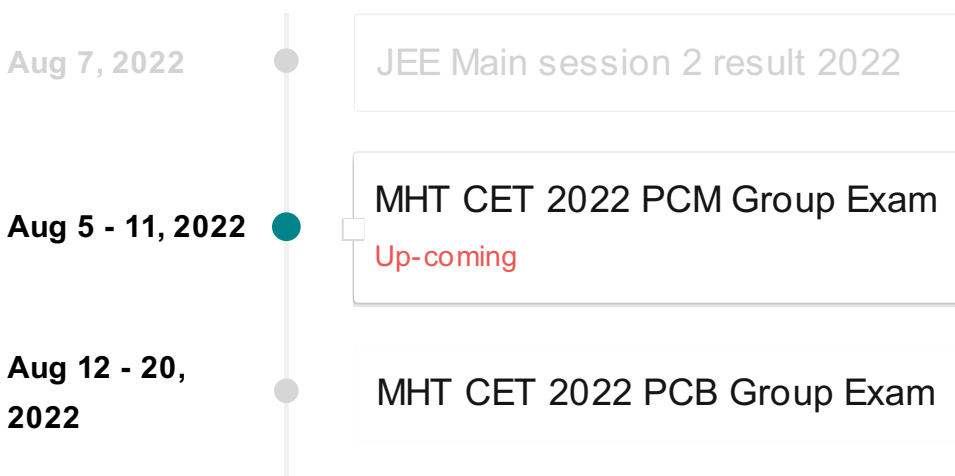 Aug 7, 2022
JEE Main session 2 result 2022
Aug 5 - 11, 2022
MHT CET 2022 PCM Group Exam
Up-coming
Aug 12 - 20,
2022
MHT CET 2022 PCB Group Exam